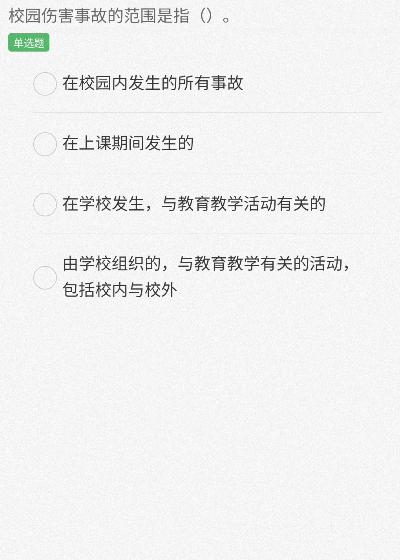 校园伤害事故的范围是指（）。
单选题
在校园内发生的所有事故
在上课期间发生的
在学校发生，与教育教学活动有关的
由学校组织的，与教育教学有关的活动，
包括校内与校外